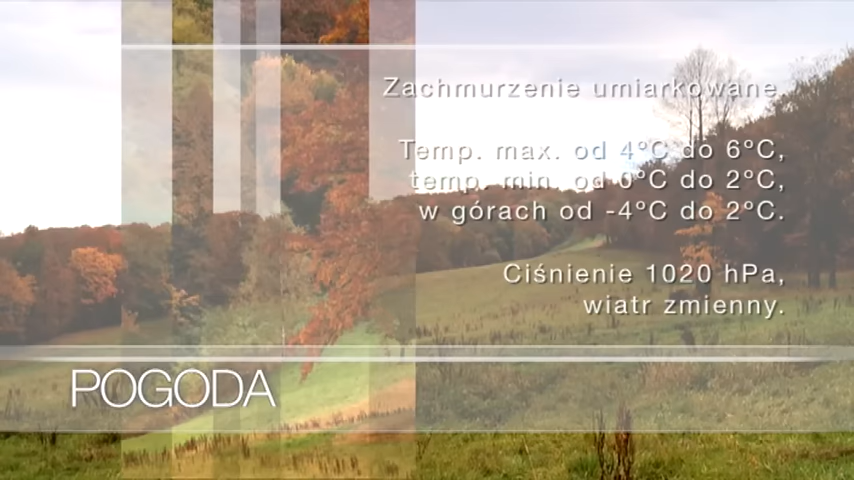 Zachmurzenie umiarkowane.
Temp. max. od 4°C do 6°C,
temp. min. od 0°C do 2°C,
w górach od -4°C do 2°C.
Ciśnienie 1020 hPa,
wiatr zmienny.
POGODA